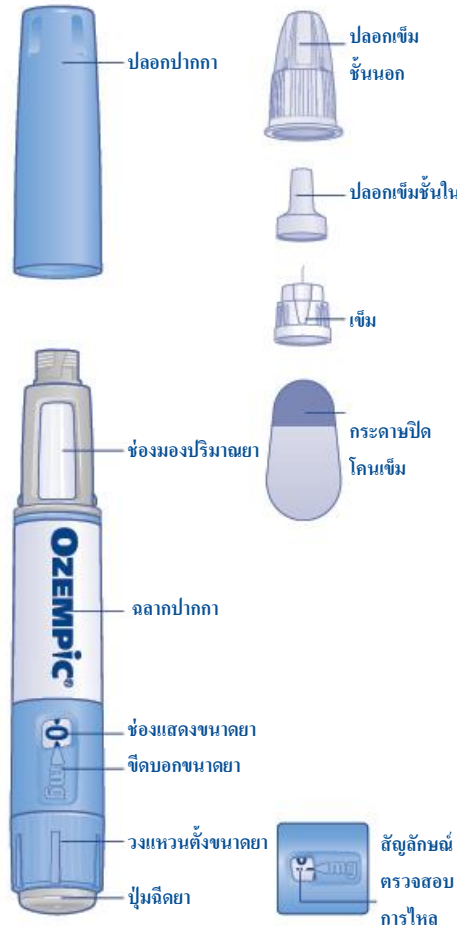 ปลอกปากกา
ปลอกเข็ม
ชั้นนอก
ปลอกเข็มชั้นใน
เข็ม
กระดาษปิด
โคนเข็ม
ช่องมองปริมาณยา
OZEMPIC®
ฉลากปากกา
0
mg
ช่องแสดงขนาดยา
ขีดบอกขนาดยา
วงแหวนตั้งขนาดยา
ปุ่มฉีดยา
mg
สัญลักษณ์
ตรวจสอบ
การไหล